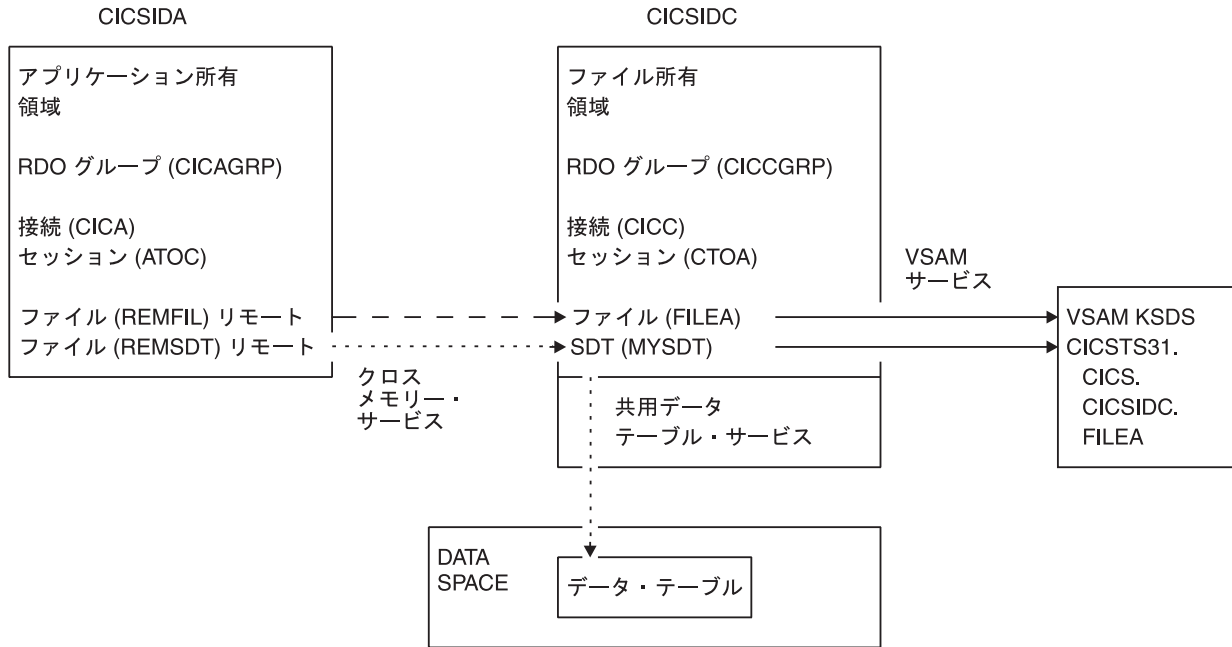 CICSIDA
アプリケーション所有
領域
RDO グループ (CICAGRP)
接続 (CICA)
セッション (ATOC)
ファイル (REMFIL) リモート
ファイル (REMSDT) リモート
クロス
メモリー・
サービス
CICSIDC
ファイル所有
領域
RDO グループ (CICCGRP)
接続 (CICC)
セッション (CTOA)
ファイル (FILEA)
SDT (MYSDT)
共用データ
テーブル・サービス
VSAM
サービス
VSAM KSDS
CICSTS31.
CICS.
CICSIDC.
FILEA
DATA
SPACE
データ・テーブル